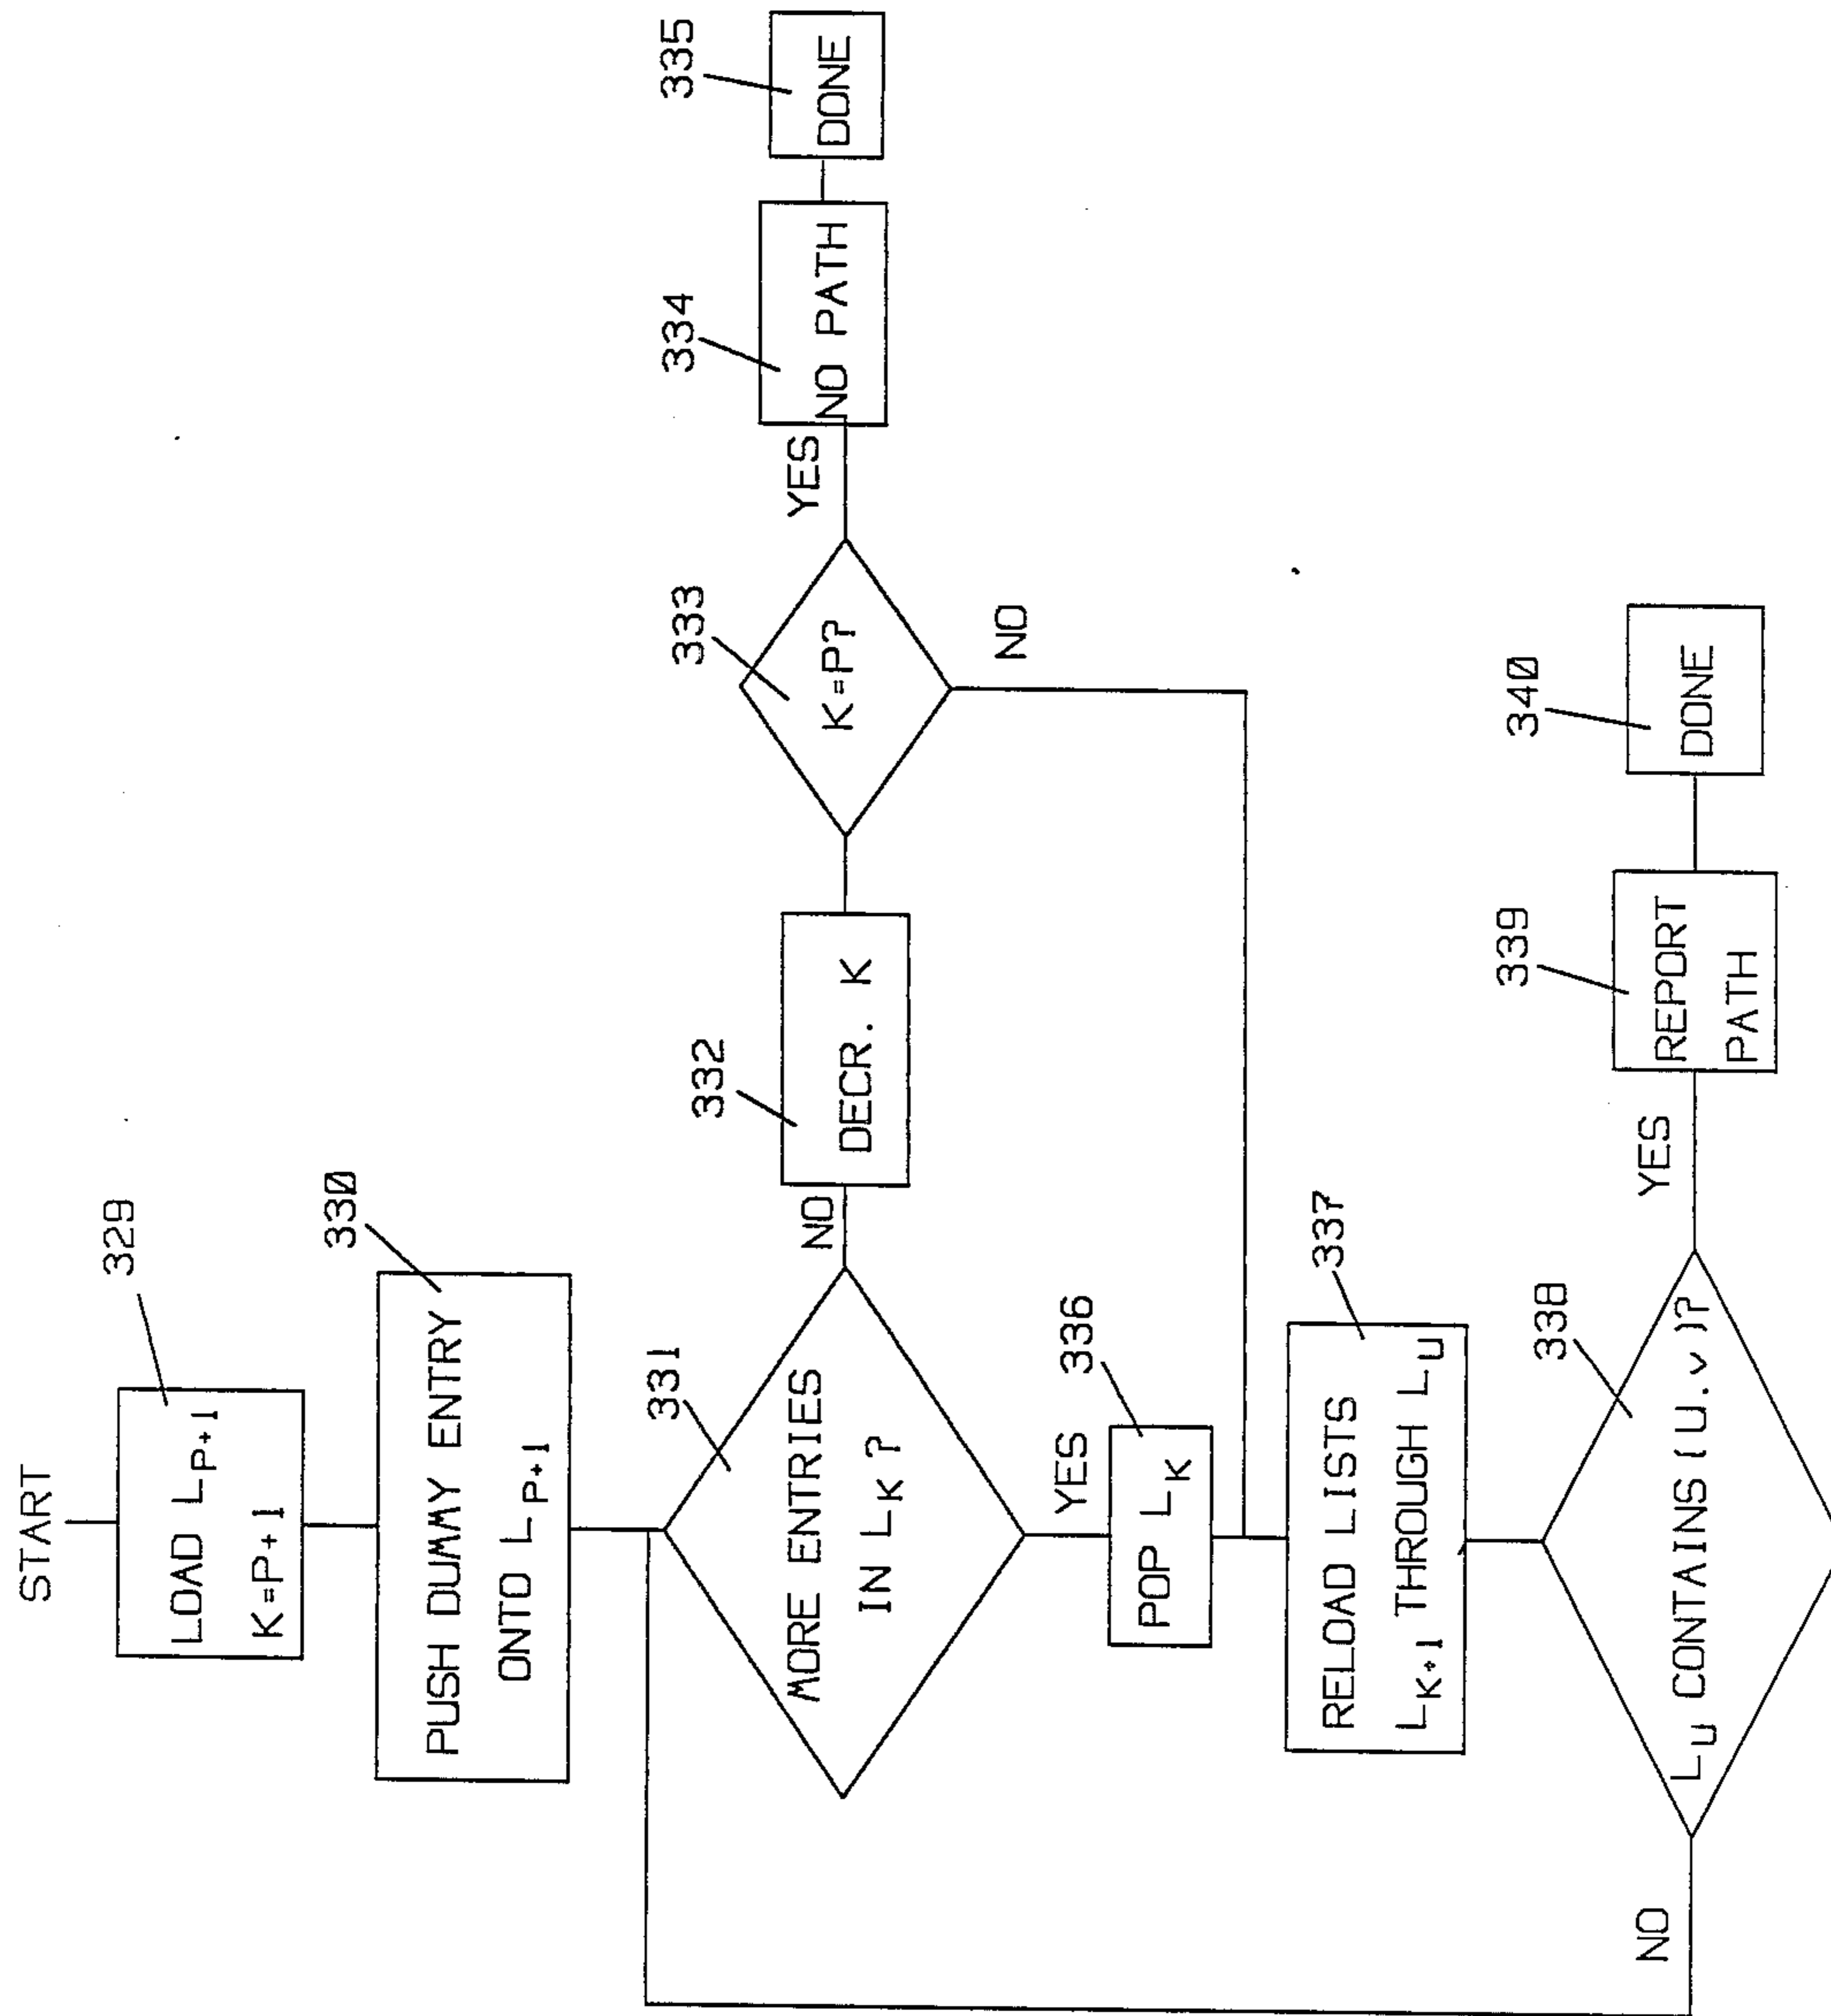 START
329
LOAD L_P+1
K=P+1
330
PUSH DUMMY ENTRY
ONTO L_P+1
331
MORE ENTRIES
IN L_K ?
NO
332
DECR. K
333
K=P?
YES
334
NO PATH
335
DONE
NO
YES
336
POP L_K
337
RELOAD LISTS
L_K+1 THROUGH L_U
338
L_U CONTAINS (U.v)?
NO
YES
339
REPORT
PATH
340
DONE